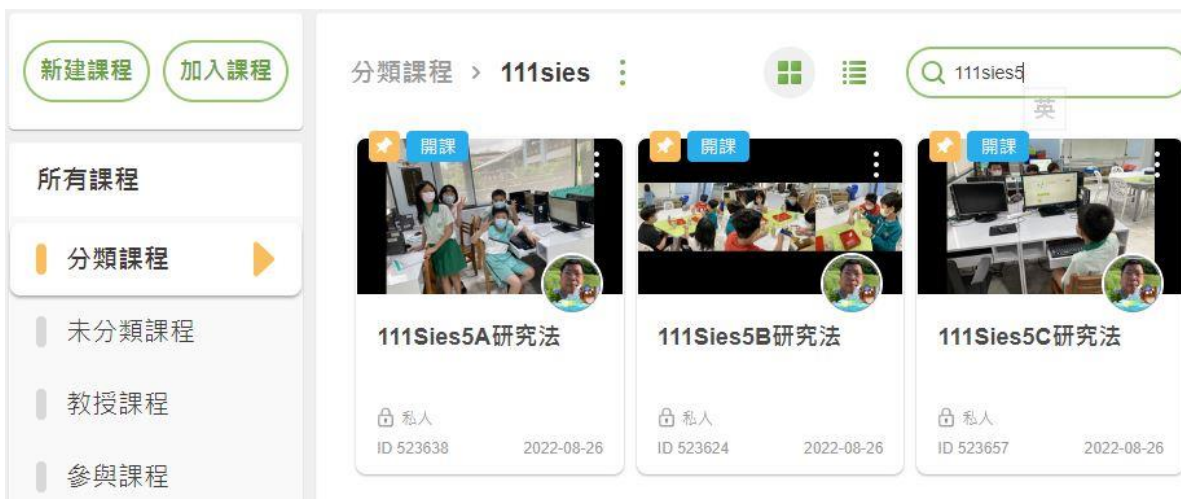 新建課程
加入課程
所有課程
分類課程
未分類課程
教授課程
參與課程
分類課程 > 111sies
111sies5
英
開課
111Sies5A研究法
私人
ID 523638 2022-08-26
開課
111Sies5B研究法
私人
ID 523624 2022-08-26
開課
111Sies5C研究法
私人
ID 523657 2022-08-26